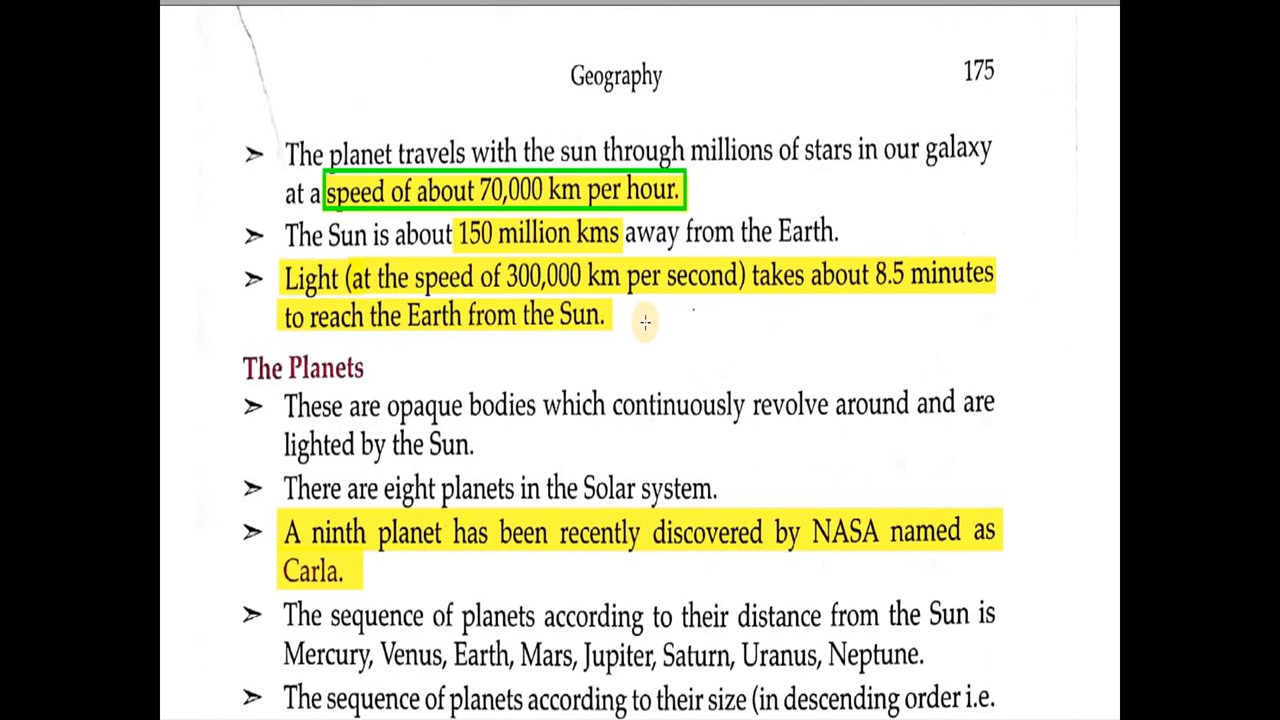 Geography 175
➢ The planet travels with the sun through millions of stars in our galaxy
at a speed of about 70,000 km per hour.
➢ The Sun is about 150 million kms away from the Earth.
➢ Light (at the speed of 300,000 km per second) takes about 8.5 minutes
to reach the Earth from the Sun.
The Planets
➢ These are opaque bodies which continuously revolve around and are
lighted by the Sun.
➢ There are eight planets in the Solar system.
➢ A ninth planet has been recently discovered by NASA named as
Carla.
➢ The sequence of planets according to their distance from the Sun is
Mercury, Venus, Earth, Mars, Jupiter, Saturn, Uranus, Neptune.
➢ The sequence of planets according to their size (in descending order i.e.